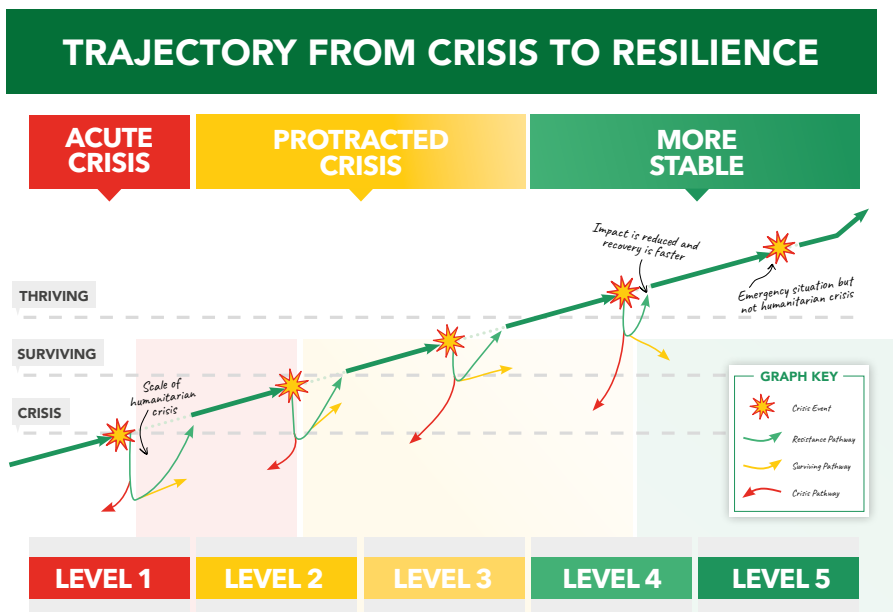 TRAJECTORY FROM CRISIS TO RESILIENCE
ACUTE
CRISIS
PROTRACTED
CRISIS
MORE
STABLE
Impact is reduced and
recovery is faster
Emergency situation but
not humanitarian crisis
THRIVING
SURVIVING
CRISIS
Scale of
humanitarian
crisis
GRAPH KEY
Crisis Event
Resistance Pathway
Surviving Pathway
Crisis Pathway
LEVEL 1
LEVEL 2
LEVEL 3
LEVEL 4
LEVEL 5